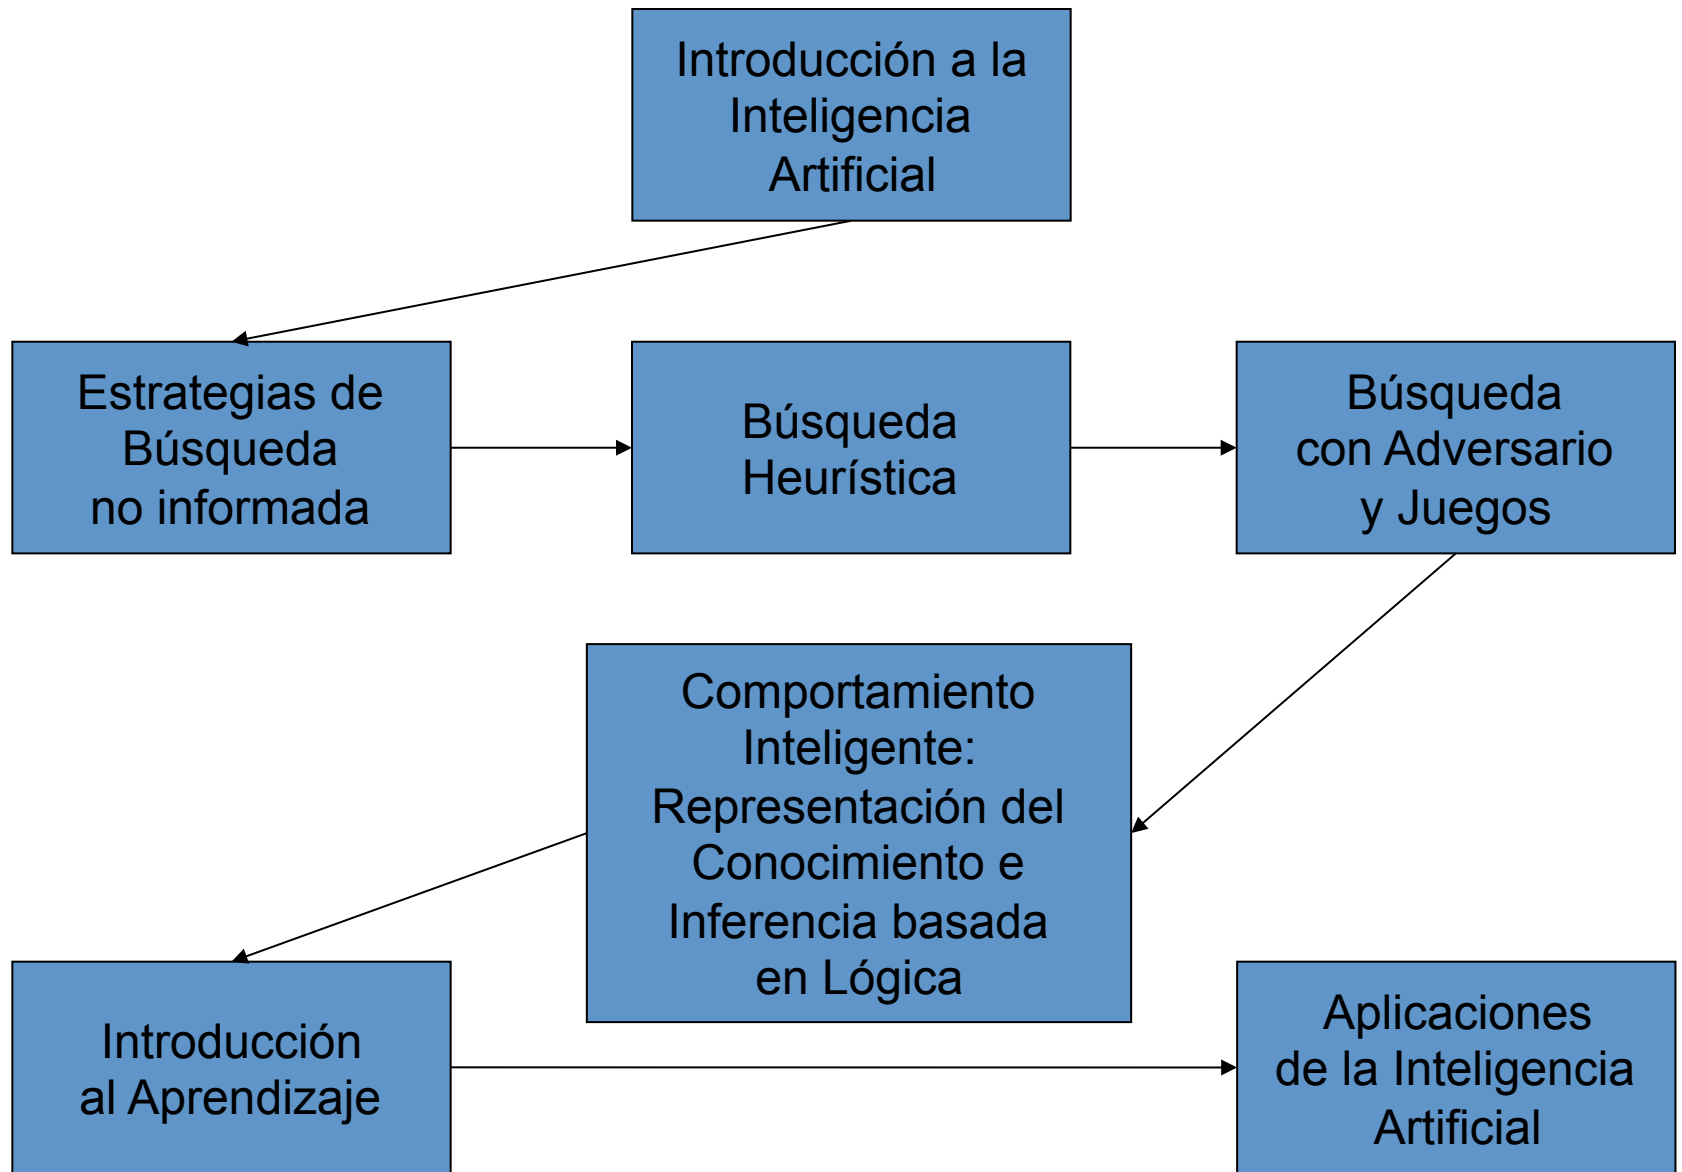 Introducción a la
Inteligencia
Artificial
Estrategias de
Búsqueda
no informada
Búsqueda
Heurística
Búsqueda
con Adversario
y Juegos
Comportamiento
Inteligente:
Representación del
Conocimiento e
Inferencia basada
en Lógica
Introducción
al Aprendizaje
Aplicaciones
de la Inteligencia
Artificial